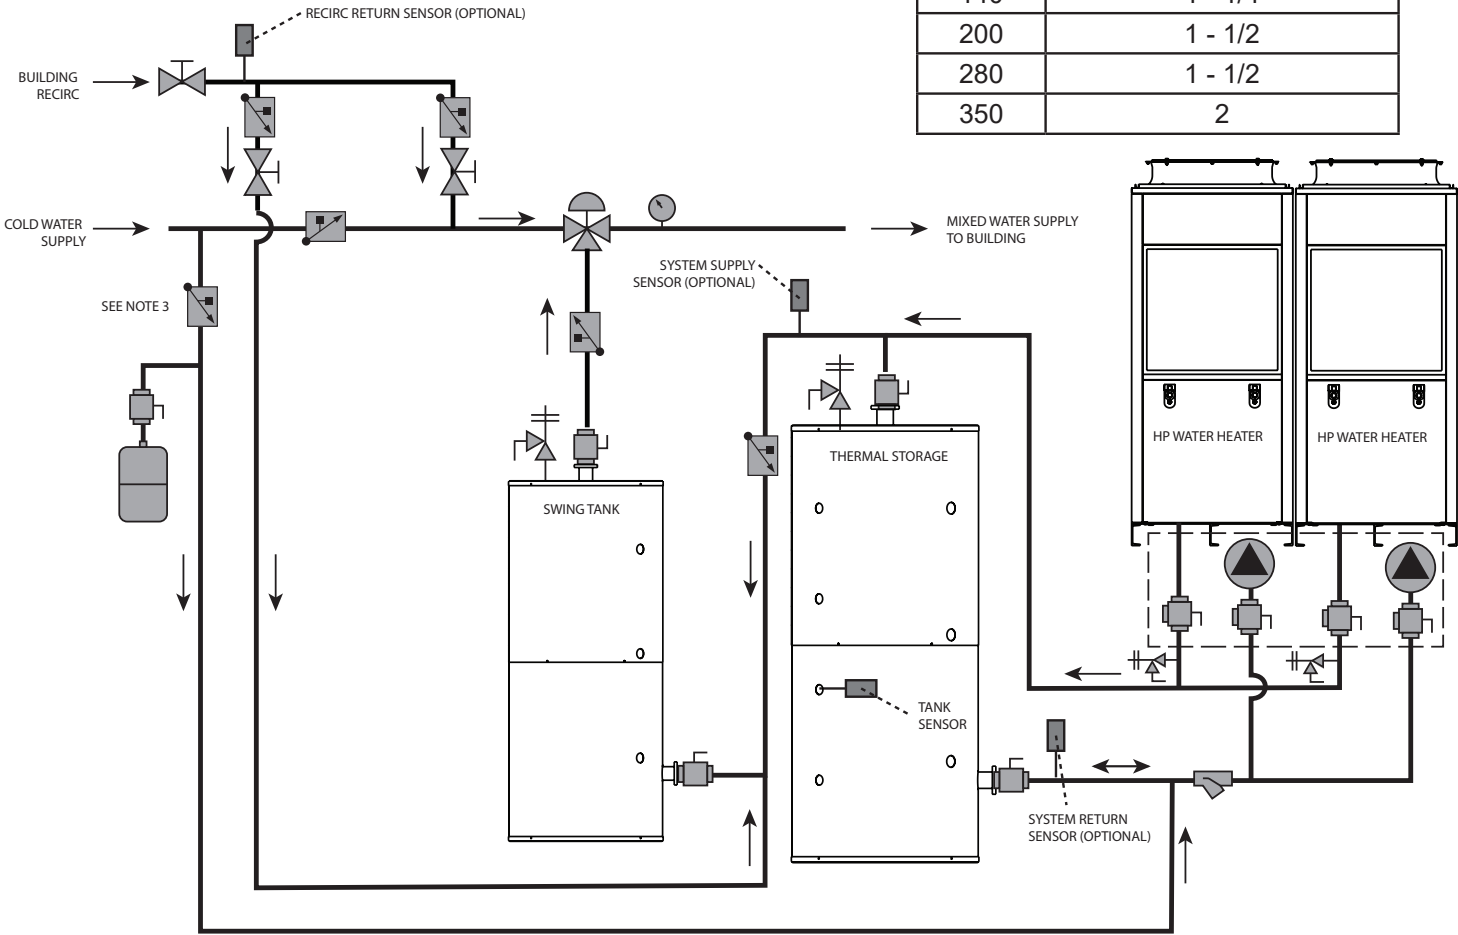 RECIRC RETURN SENSOR (OPTIONAL)
200 1 - 1/2
280 1 - 1/2
350 2
BUILDING
RECIRC
COLD WATER
SUPPLY
MIXED WATER SUPPLY
TO BUILDING
SYSTEM SUPPLY
SENSOR (OPTIONAL)
SEE NOTE 3
HP WATER HEATER
HP WATER HEATER
THERMAL STORAGE
SWING TANK
TANK
SENSOR
SYSTEM RETURN
SENSOR (OPTIONAL)